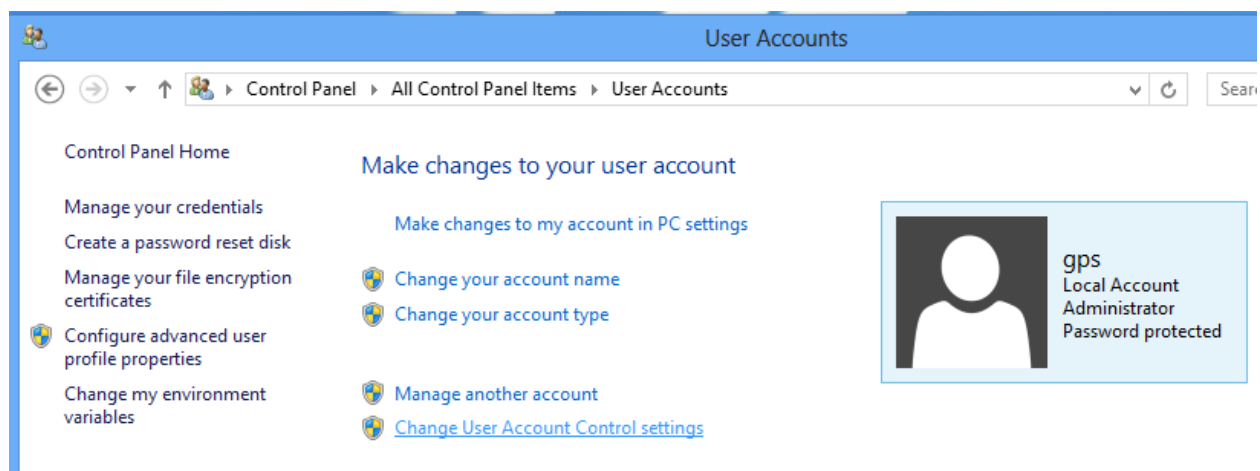 User Accounts
Control Panel All Control Panel Items User Accounts
Control Panel Home
Manage your credentials
Create a password reset disk
Manage your file encryption
certificates
Configure advanced user
profile properties
Change my environment
variables
Make changes to your user account
Make changes to my account in PC settings
Change your account name
Change your account type
Manage another account
Change User Account Control settings
gps
Local Account
Administrator
Password protected